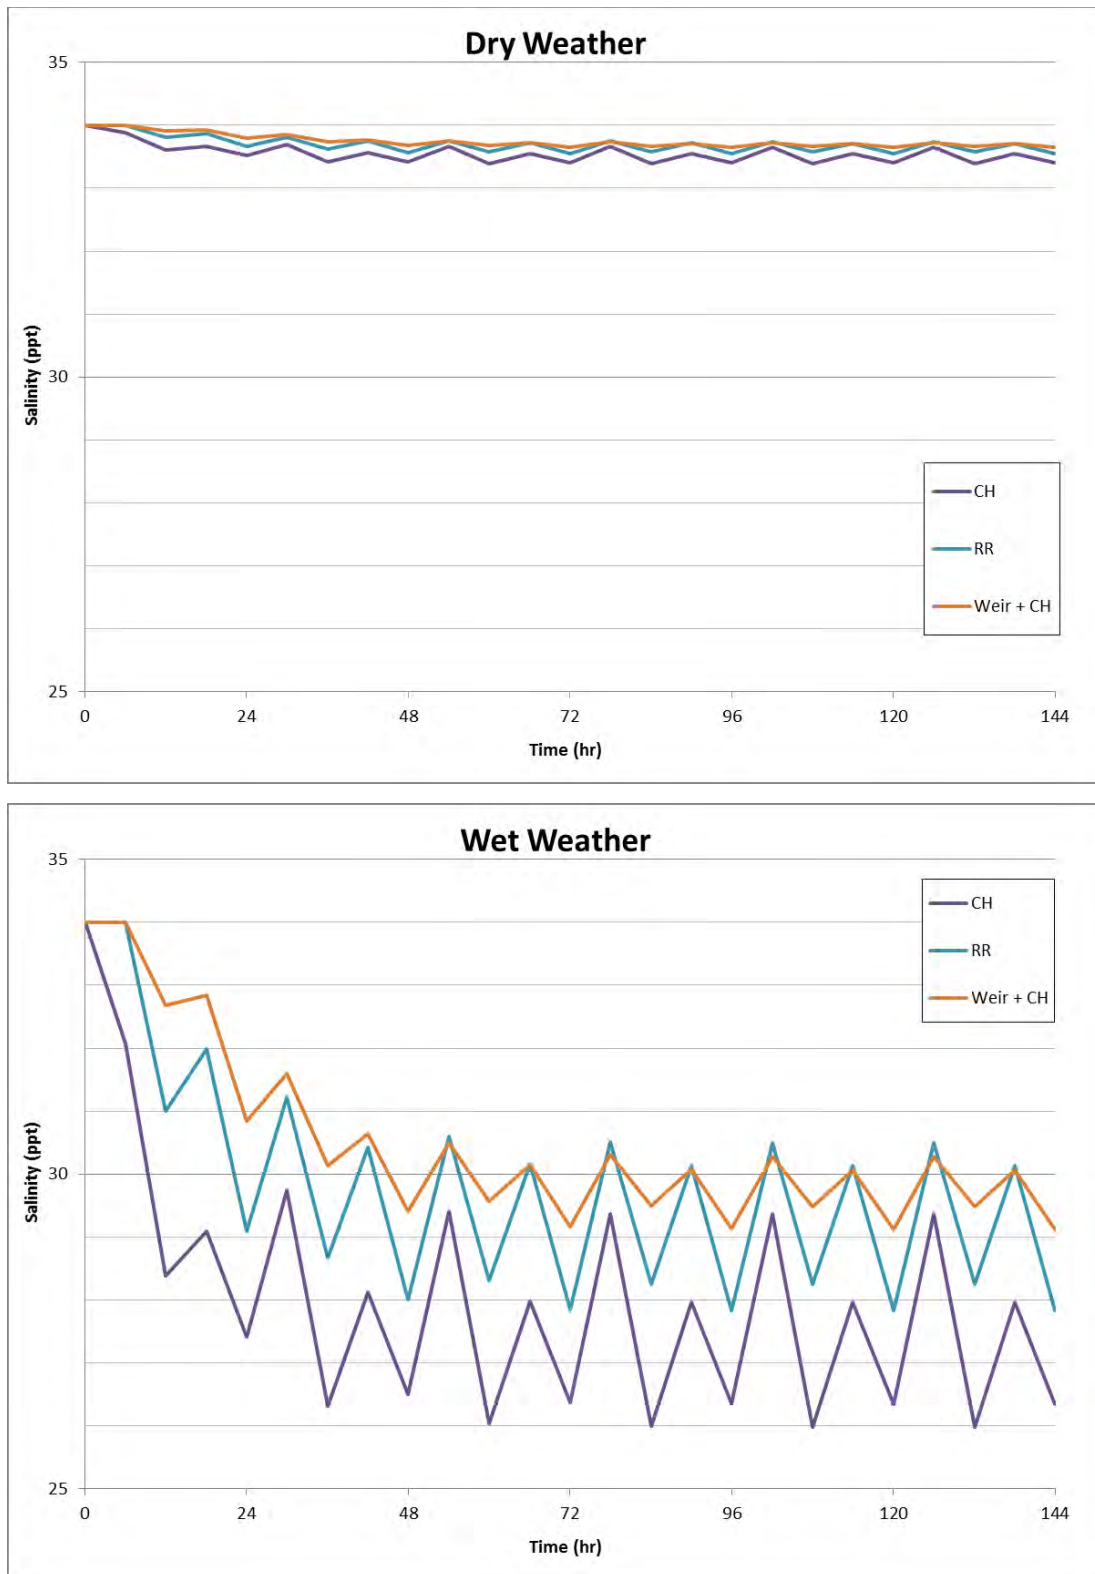 Dry Weather
35
30
25
Salinity (ppt)
CH
RR
Weir + CH
0 24 48 72 96 120 144
Time (hr)
Wet Weather
35
30
25
Salinity (ppt)
CH
RR
Weir + CH
0 24 48 72 96 120 144
Time (hr)